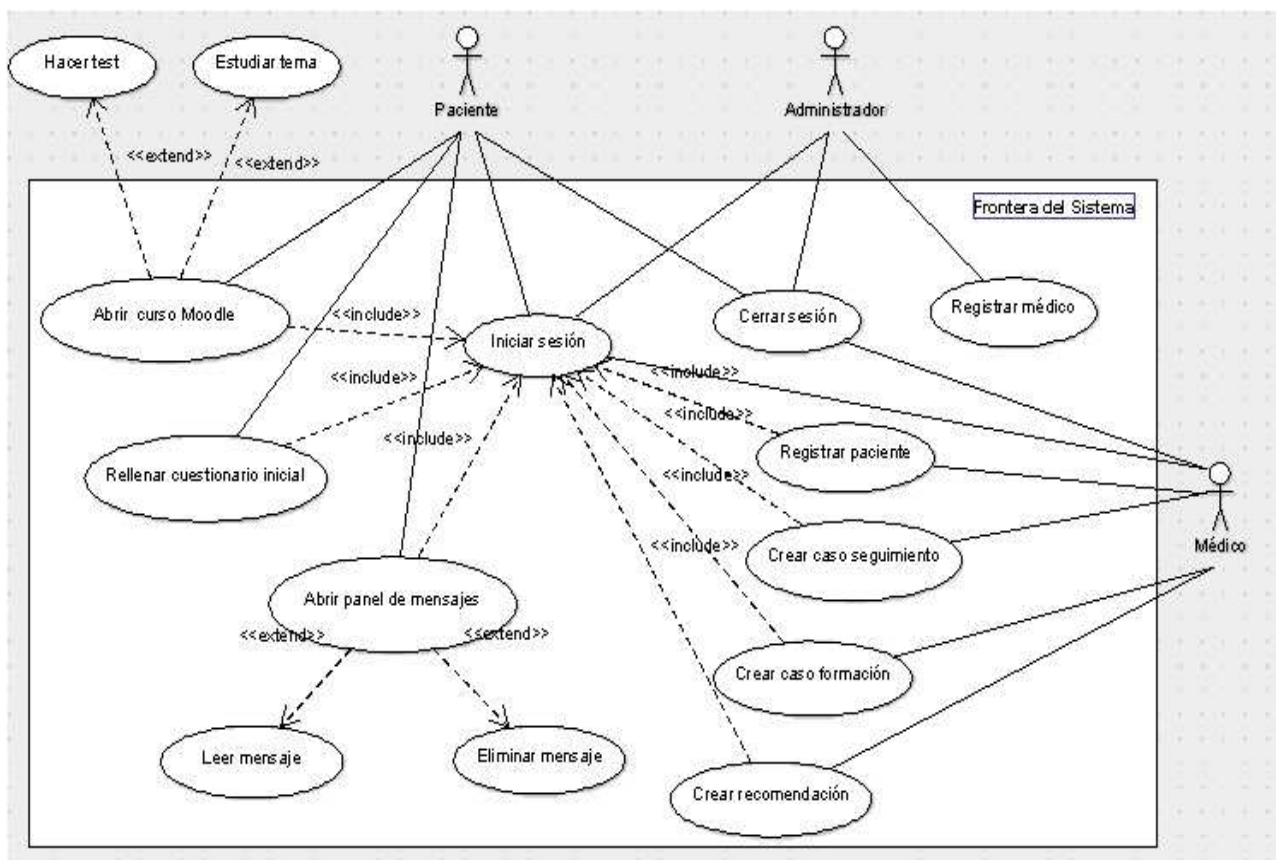 Hacer test
Estudiar tema
Paciente
Administrador
<<extend>>
<<extend>>
Frontera del Sistema
Abrir curso Moodle
<<include>>
Iniciar sesión
Cerrar sesión
Registrar médico
<<include>>
<<include>>
<<include>>
<<include>>
Registrar paciente
Rellenar cuestionario inicial
<<include>>
Médico
<<include>>
Crear caso seguimiento
Abrir panel de mensajes
<<extend>>
<<extend>>
Crear caso formación
Leer mensaje
Eliminar mensaje
Crear recomendación